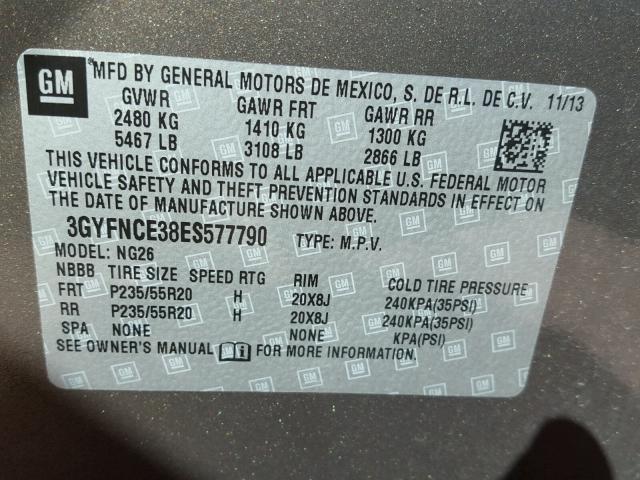 GM
MFD BY GENERAL MOTORS DE MEXICO, S. DE R.L. DE C.V. 11/13
GVWR GAWR FRT GAWR RR
2480 KG 1410 KG 1300 KG
5467 LB 3108 LB 2866 LB
THIS VEHICLE CONFORMS TO ALL APPLICABLE U.S. FEDERAL MOTOR
VEHICLE SAFETY AND THEFT PREVENTION STANDARDS IN EFFECT ON
THE DATE OF MANUFACTURE SHOWN ABOVE.
3GYFNCE38ES577790 TYPE: M.P.V.
MODEL: NG26
NBBB TIRE SIZE SPEED RTG RIM COLD TIRE PRESSURE
FRT P235/55R20 H 20X8J 240KPA(35PSI)
RR P235/55R20 H 20X8J 240KPA(35PSI)
SPA NONE NONE KPA(PSI)
SEE OWNER'S MANUAL FOR MORE INFORMATION.